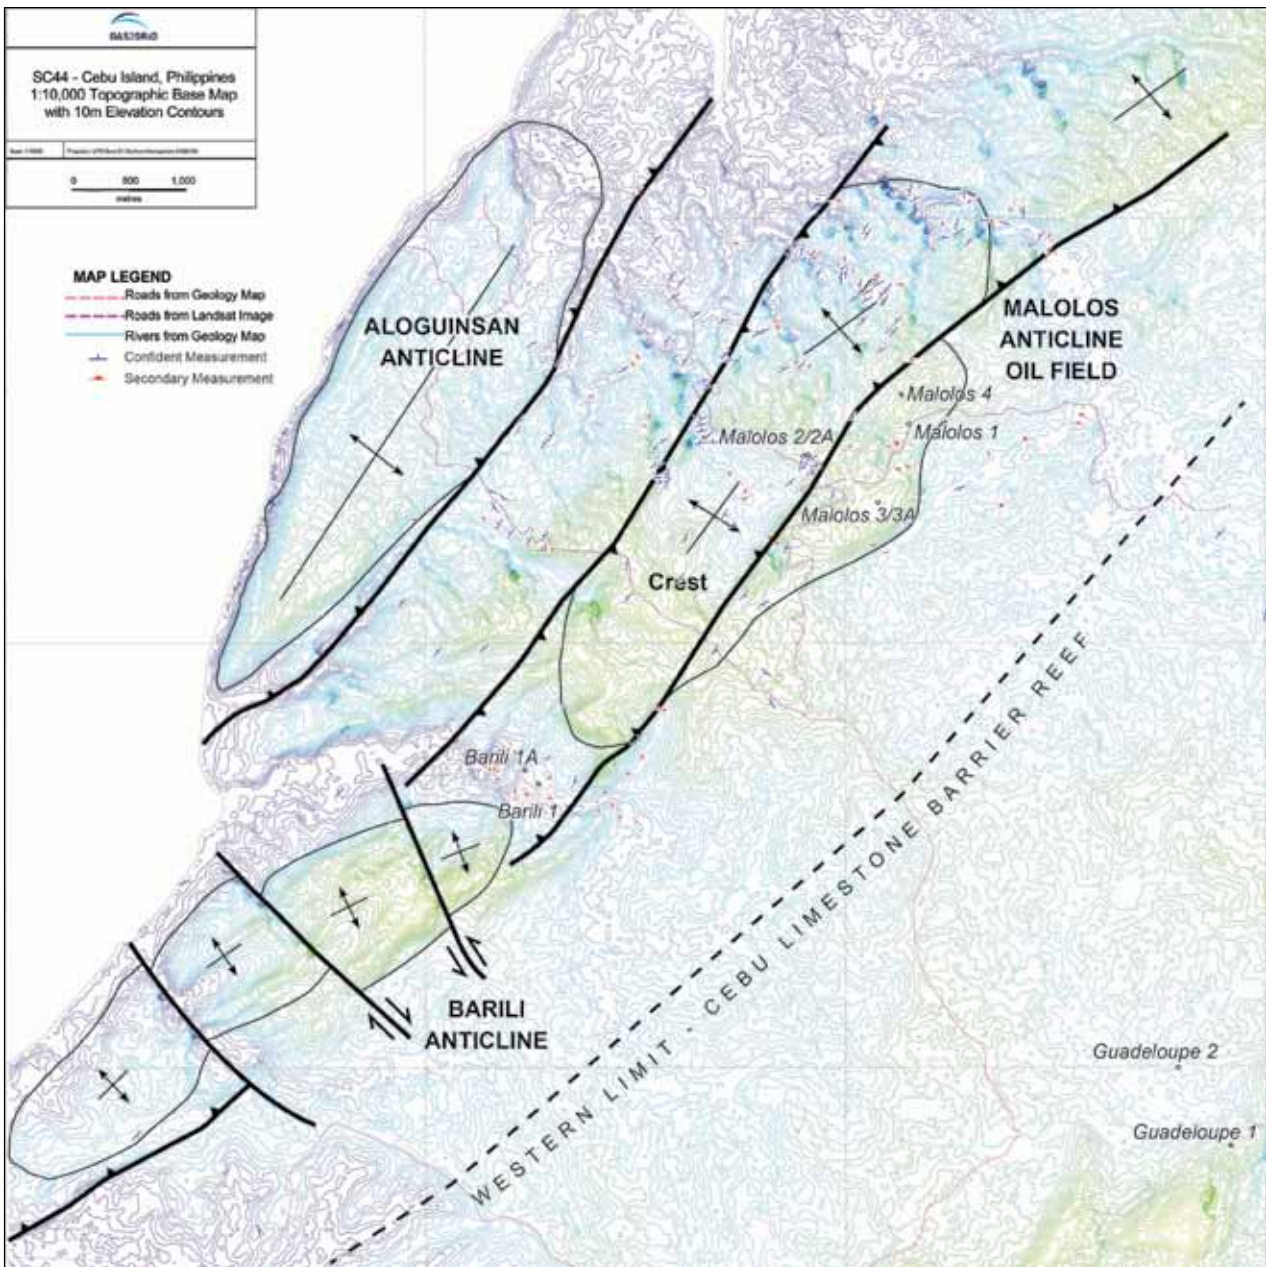 GAS2GRID
SC44 - Cebu Island, Philippines
1:10,000 Topographic Base Map
with 10m Elevation Contours
0 500 1,000
metres
MAP LEGEND
Roads from Geology Map
Roads from Landsat Image
Rivers from Geology Map
Confident Measurement
Secondary Measurement
ALOGUINSAN
ANTICLINE
MALOLOS
ANTICLINE
OIL FIELD
Malolos 4
Malolos 1
Malolos 2/2A
Malolos 3/3A
Crest
Barili 1A
Barili 1
BARILI
ANTICLINE
WESTERN LIMIT - CEBU LIMESTONE BARRIER REEF
Guadeloupe 2
Guadeloupe 1